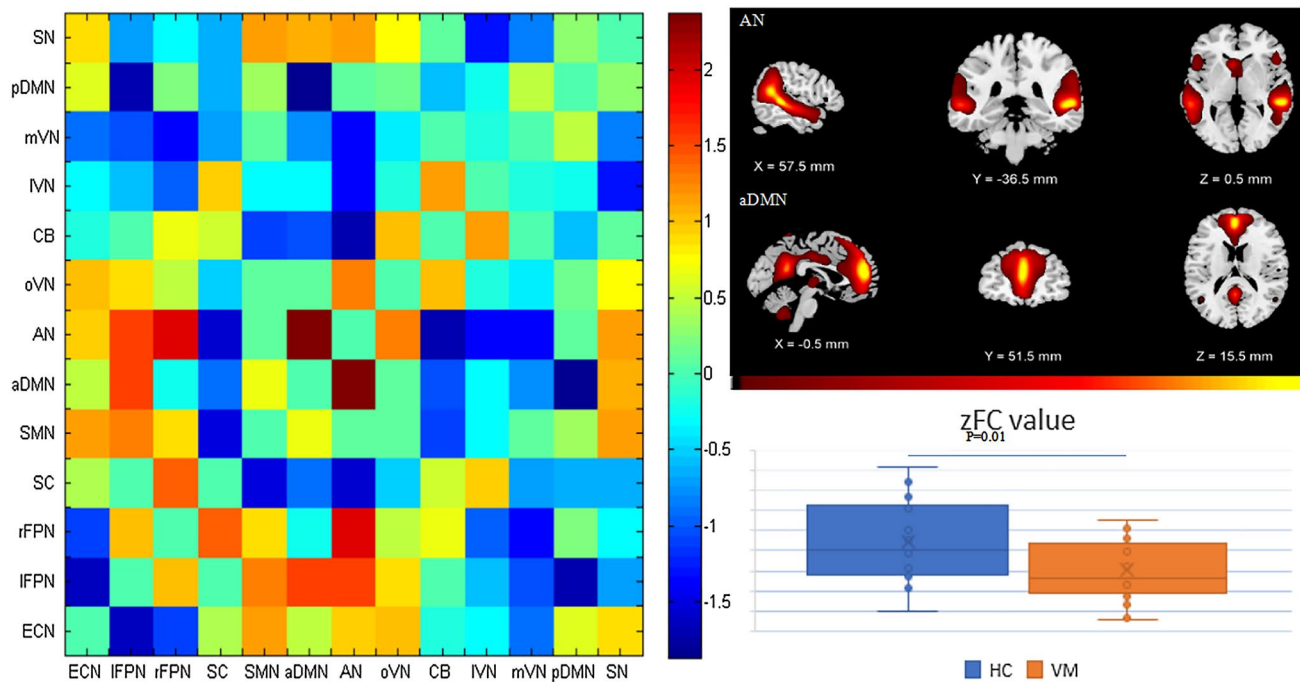 SN
pDMN
mVN
lVN
CB
oVN
AN
aDMN
SMN
SC
rFPN
lFPN
ECN
ECN lFPN rFPN SC SMN aDMN AN oVN CB lVN mVN pDMN SN
2
1.5
1
0.5
0
-0.5
-1
-1.5
AN
X = 57.5 mm
Y = -36.5 mm
Z = 0.5 mm
aDMN
X = -0.5 mm
Y = 51.5 mm
Z = 15.5 mm
zFC value
P=0.01
HC VM